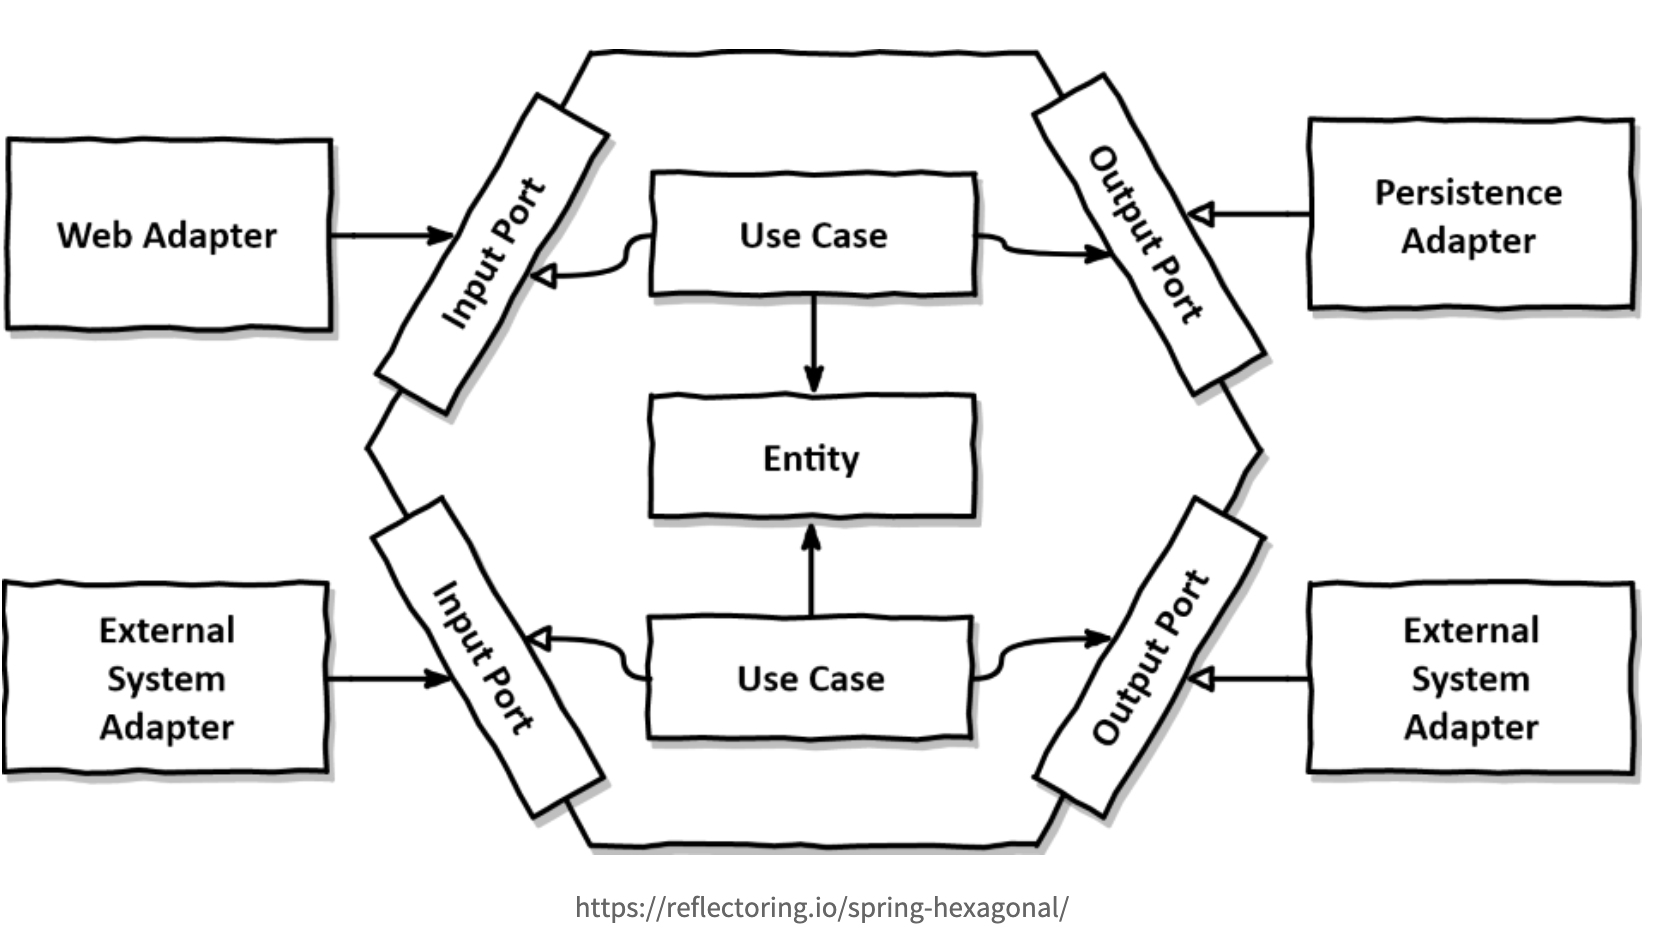 Web Adapter
Input Port
Use Case
Output Port
Persistence
Adapter
Entity
External
System
Adapter
Input Port
Use Case
Output Port
External
System
Adapter
https://reflectoring.io/spring-hexagonal/